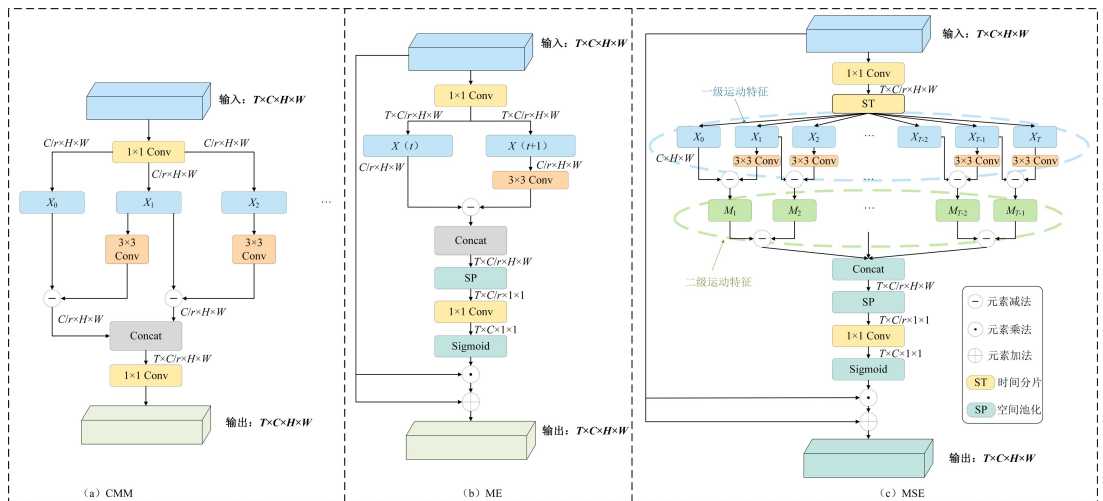 输入：T×C×H×W
1×1 Conv
C/r×H×W
C/r×H×W
C/r×H×W
X0
X1
X2
...
3×3
Conv
3×3
Conv
C/r×H×W
C/r×H×W
Concat
T×C/r×H×W
1×1 Conv
输出：T×C×H×W
（a）CMM
输入：T×C×H×W
1×1 Conv
T×C/r×H×W
T×C/r×H×W
X（t）
X（t+1）
C/r×H×W
C/r×H×W
3×3 Conv
Concat
T×C/r×H×W
SP
T×C/r×1×1
1×1 Conv
T×C×1×1
Sigmoid
输出：T×C×H×W
（b）ME
输入：T×C×H×W
1×1 Conv
T×C/r×H×W
ST
一级运动特征
X0
X1
X2
...
XT-2
XT-1
XT
C×H×W
3×3 Conv
3×3 Conv
3×3 Conv
3×3 Conv
...
M1
M2
...
MT-2
MT-1
二级运动特征
Concat
T×C/r×H×W
SP
T×C/r×1×1
1×1 Conv
T×C×1×1
Sigmoid
输出：T×C×H×W
元素减法
元素乘法
元素加法
ST 时间分片
SP 空间池化
（c）MSE